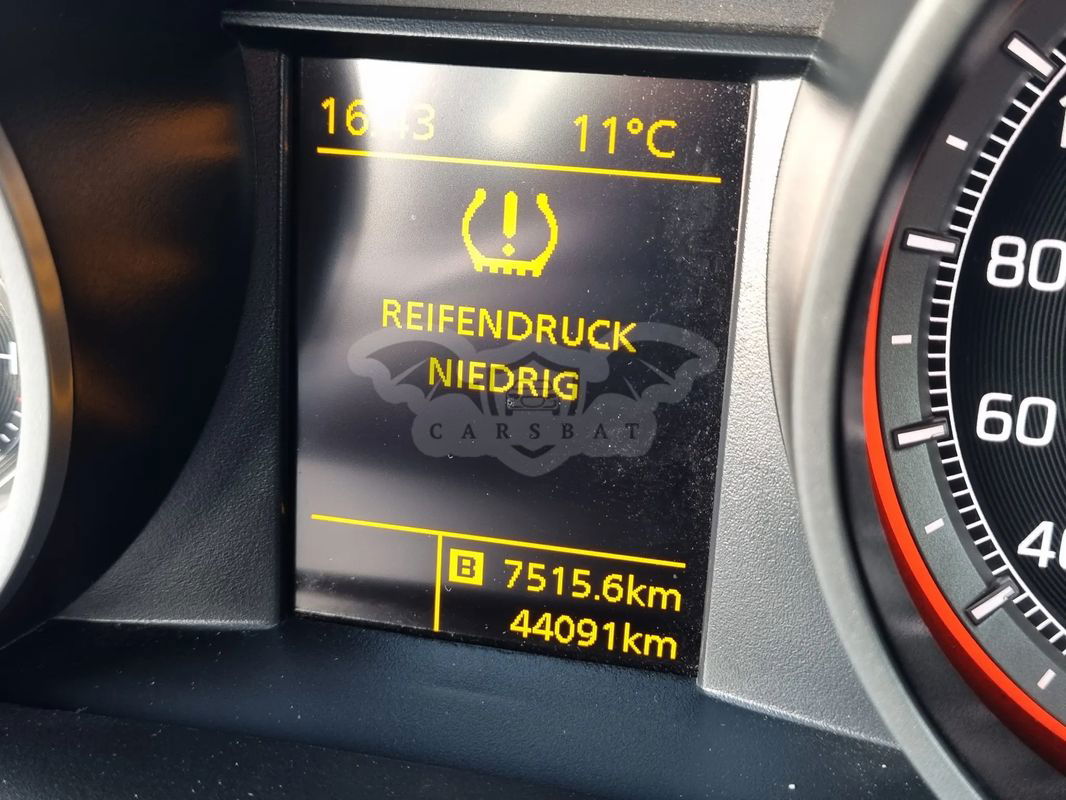 16:43 11°C
REIFENDRUCK
NIEDRIG
CARSBAT
B 7515.6km
44091km
80
60